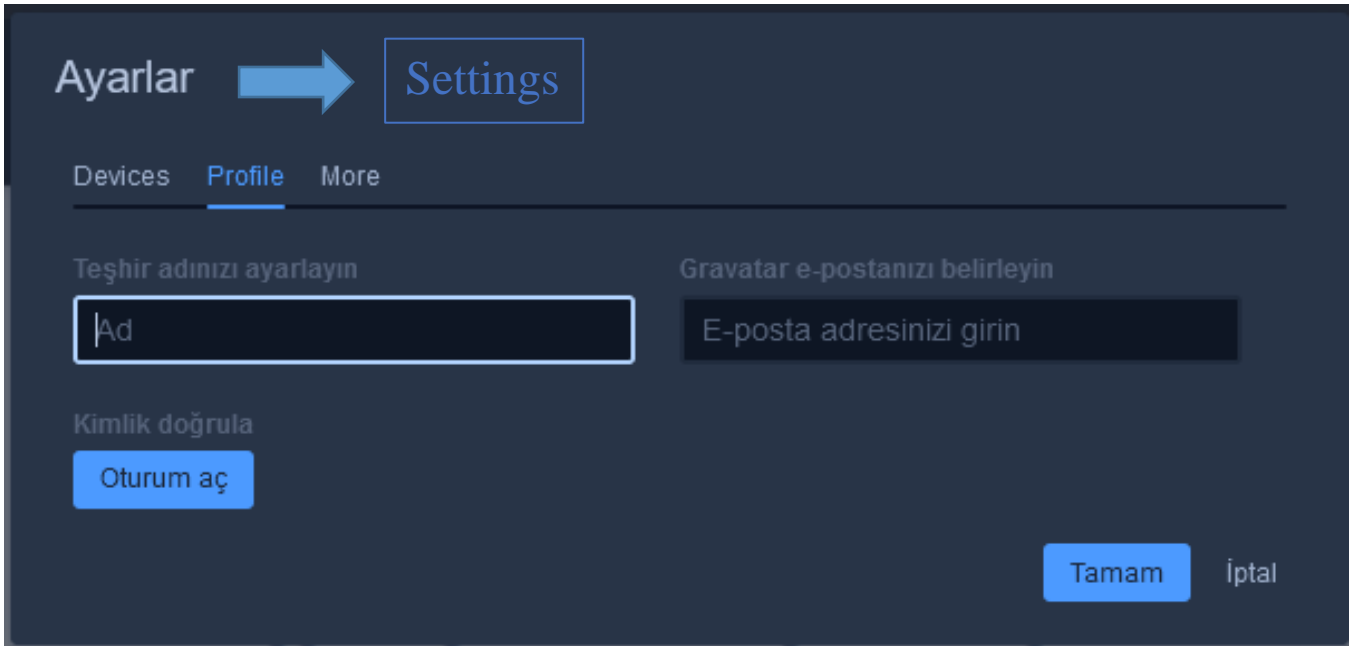 Ayarlar Settings
Devices Profile More
Teşhir adınızı ayarlayın Gravatar e-postanızı belirleyin
Ad E-posta adresinizi girin
Kimlik doğrula
Oturum aç
Tamam İptal